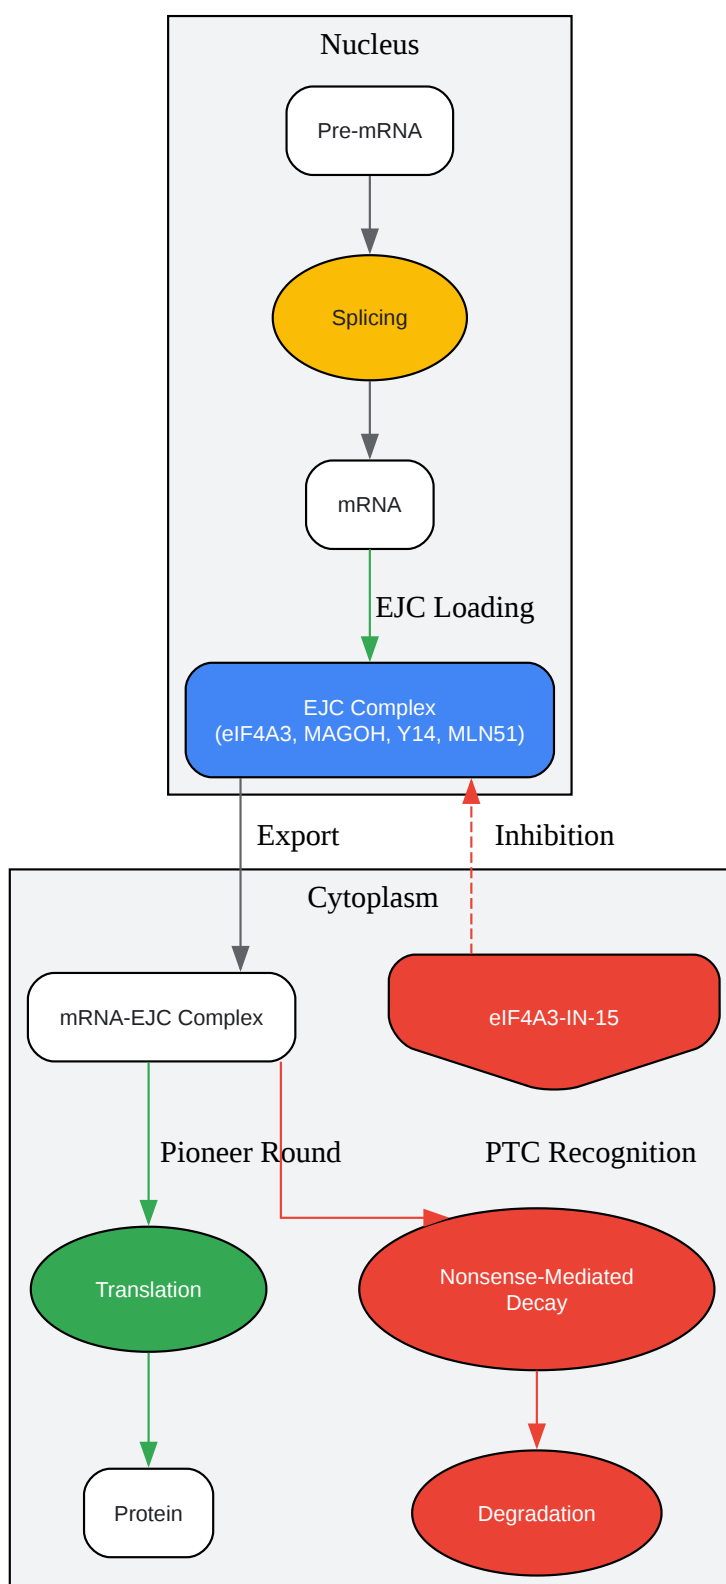 Nucleus
Pre-mRNA
Splicing
mRNA
EJC Loading
EJC Complex
(eIF4A3, MAGOH, Y14, MLN51)
Export
Inhibition
Cytoplasm
mRNA-EJC Complex
eIF4A3-IN-15
Pioneer Round
PTC Recognition
Translation
Nonsense-Mediated
Decay
Protein
Degradation